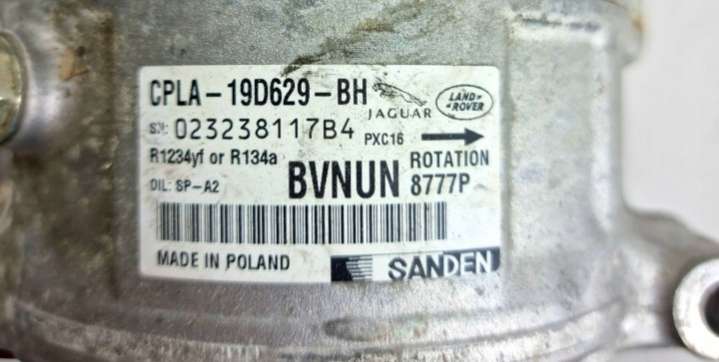 CPLA-19D629-BH
JAGUAR
LAND-
ROVER
SN: 023238117B4
PXC16
R1234yf or R134a
ROTATION
OIL: SP-A2
BVNUN
8777P
MADE IN POLAND
SANDEN